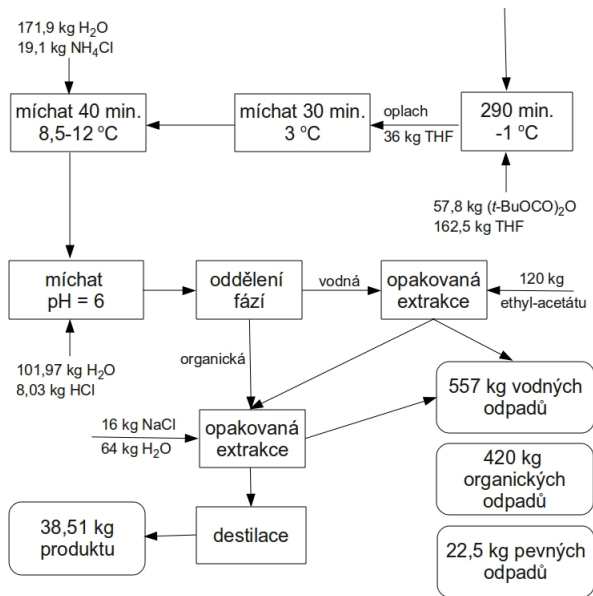 171,9 kg H₂O
19,1 kg NH₄Cl
míchat 40 min.
8,5-12 °C
míchat 30 min.
3 °C
oplach
36 kg THF
290 min.
-1 °C
57,8 kg (t-BuOCO)₂O
162,5 kg THF
míchat
pH = 6
oddělení
fází
vodná
opakovaná
extrakce
120 kg
ethyl-acetátu
101,97 kg H₂O
8,03 kg HCl
organická
16 kg NaCl
64 kg H₂O
opakovaná
extrakce
557 kg vodných
odpadů
420 kg
organických
odpadů
38,51 kg
produktu
destilace
22,5 kg pevných
odpadů